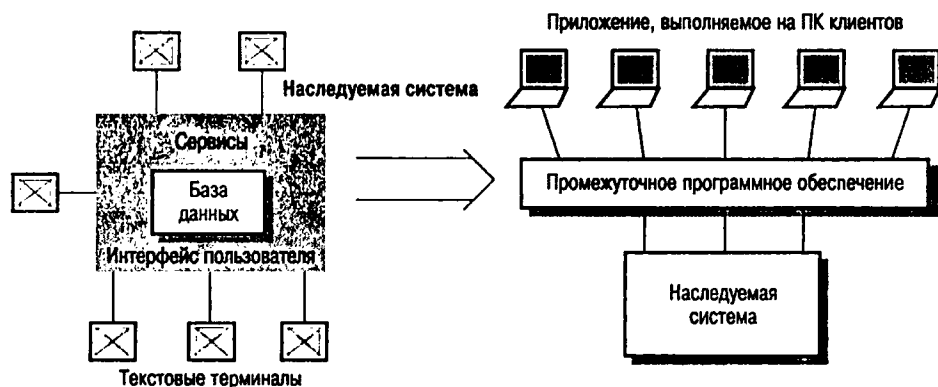 Наследуемая система
Сервисы
База
данных
Интерфейс пользователя
Текстовые терминалы
Приложение, выполняемое на ПК клиентов
Промежуточное программное обеспечение
Наследуемая
система